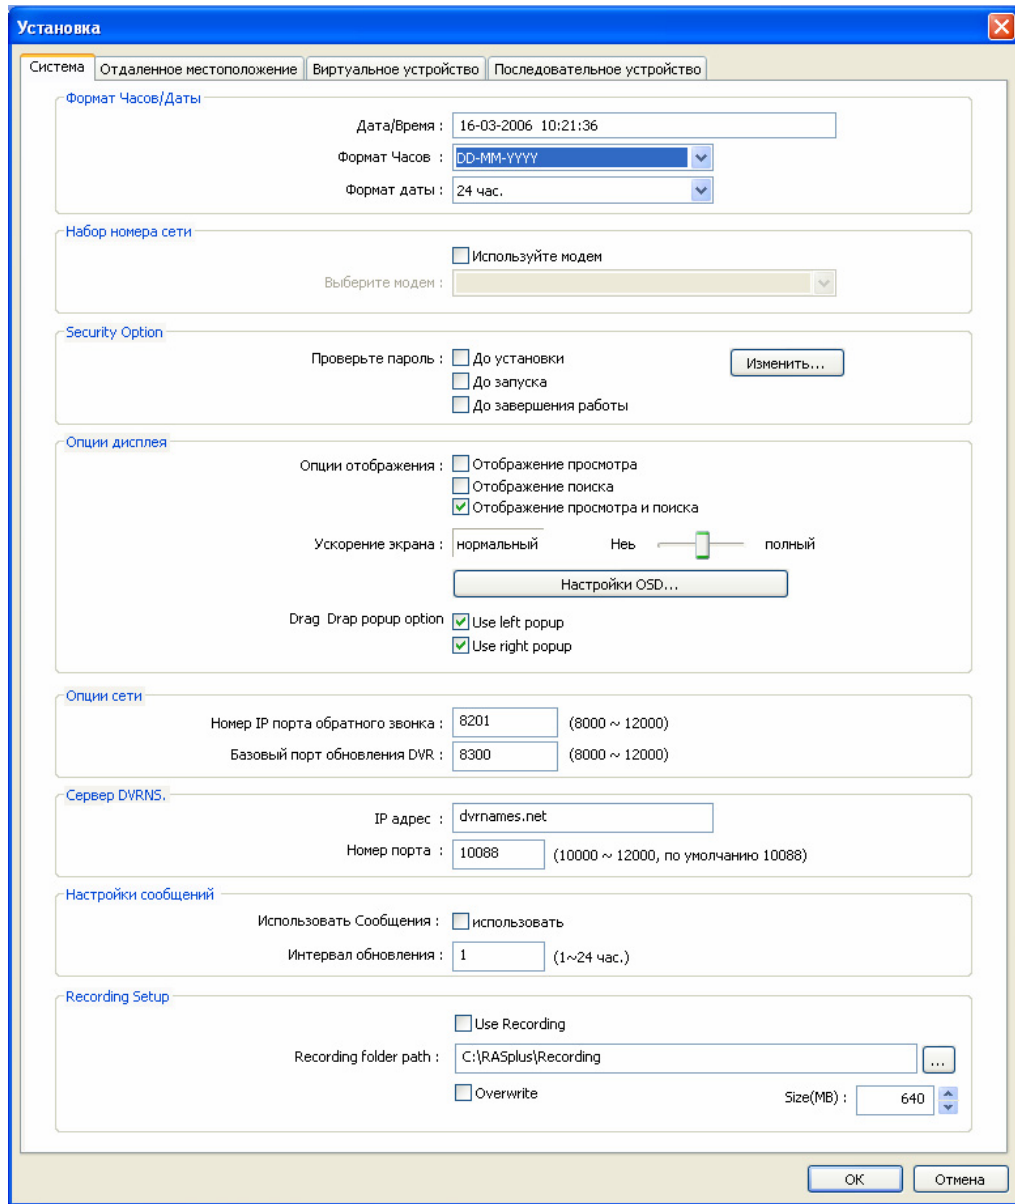 Установка
Система Отдаленное местоположение Виртуальное устройство Последовательное устройство
Формат Часов/Даты
Дата/Время : 16-03-2006 10:21:36
Формат Часов : DD-MM-YYYY
Формат даты : 24 час.
Набор номера сети
Используйте модем
Выберите модем :
Security Option
Проверьте пароль : До установки Изменить...
До запуска
До завершения работы
Опции дисплея
Опции отображения : Отображение просмотра
Отображение поиска
Отображение просмотра и поиска
Ускорение экрана : нормальный Неь полный
Настройки OSD...
Drag Drap popup option Use left popup
Use right popup
Опции сети
Номер IP порта обратного звонка : 8201 (8000 ~ 12000)
Базовый порт обновления DVR : 8300 (8000 ~ 12000)
Сервер DVRNS.
IP адрес : dvrnames.net
Номер порта : 10088 (10000 ~ 12000, по умолчанию 10088)
Настройки сообщений
Использовать Сообщения : использовать
Интервал обновления : 1 (1~24 час.)
Recording Setup
Use Recording
Recording folder path : C:\RASplus\Recording ...
Overwrite Size(MB) : 640
OK Отмена